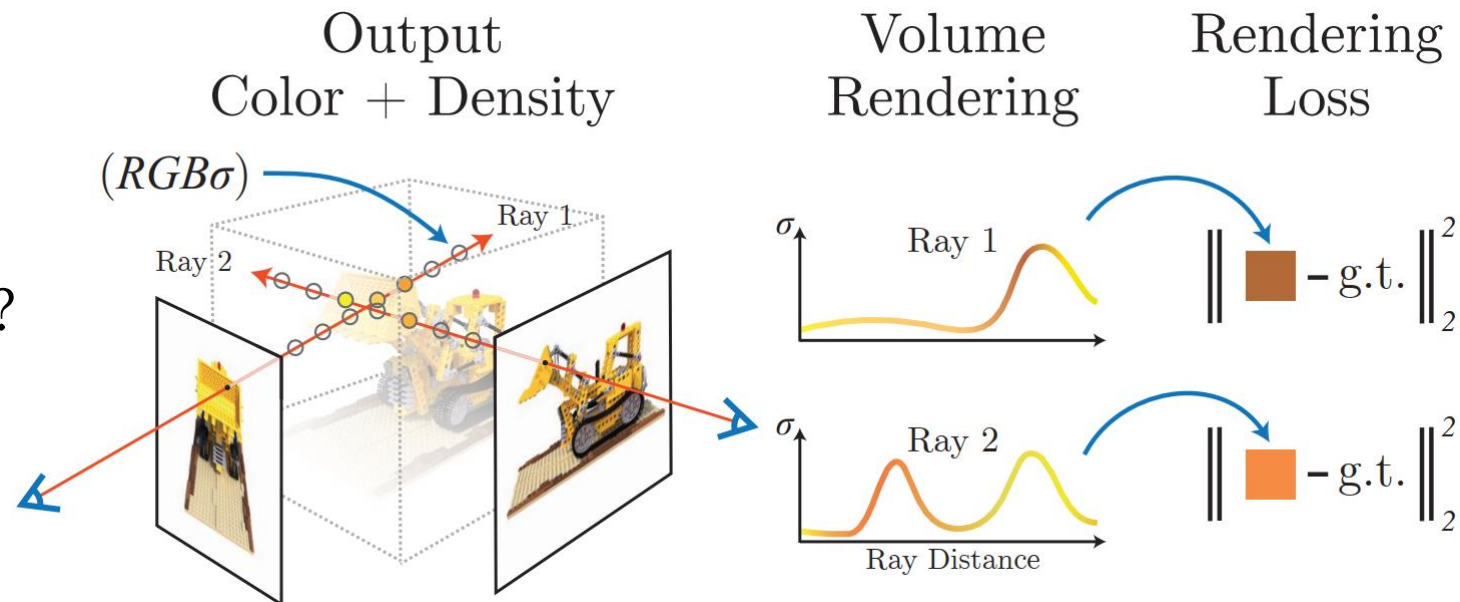 Output
Color + Density
Volume
Rendering
Rendering
Loss
(RGBσ)
Ray 1
Ray 2
?
σ
Ray 1
‖ - g.t. ‖ 2 2
σ
Ray 2
Ray Distance
‖ - g.t. ‖ 2 2